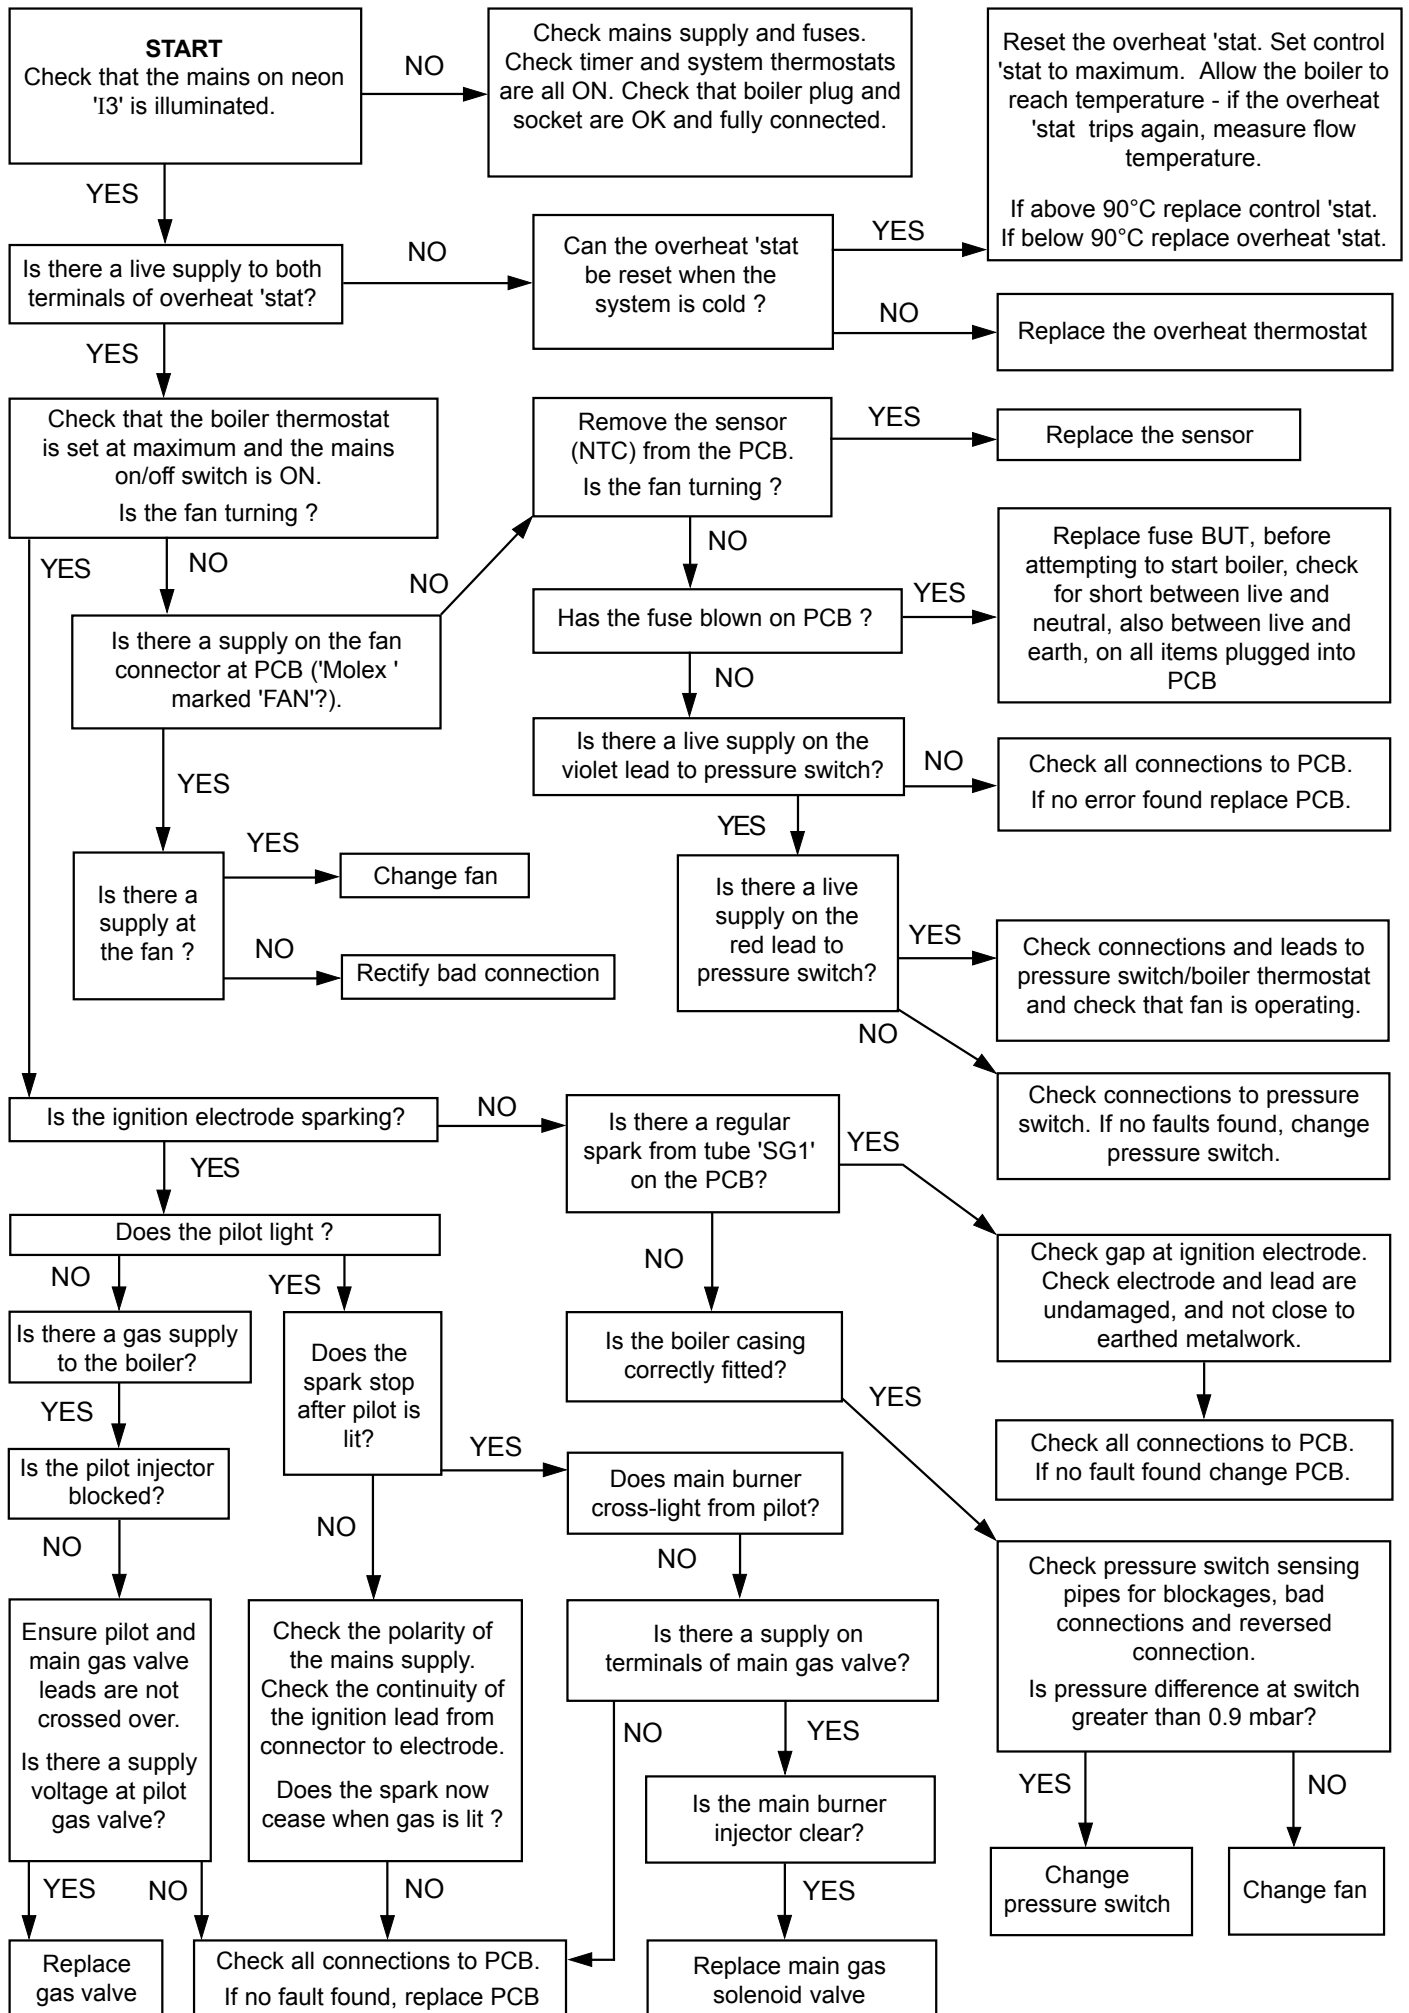 START
Check that the mains on neon
'I3' is illuminated.
NO
Check mains supply and fuses.
Check timer and system thermostats
are all ON. Check that boiler plug and
socket are OK and fully connected.
Reset the overheat 'stat. Set control
'stat to maximum. Allow the boiler to
reach temperature - if the overheat
'stat trips again, measure flow
temperature.
If above 90°C replace control 'stat.
If below 90°C replace overheat 'stat.
YES
Is there a live supply to both
terminals of overheat 'stat?
NO
Can the overheat 'stat
be reset when the
system is cold ?
YES
NO
Replace the overheat thermostat
YES
Check that the boiler thermostat
is set at maximum and the mains
on/off switch is ON.
Is the fan turning ?
Remove the sensor
(NTC) from the PCB.
Is the fan turning ?
YES
Replace the sensor
YES
NO
NO
NO
Is there a supply on the fan
connector at PCB ('Molex '
marked 'FAN'?).
Has the fuse blown on PCB ?
YES
Replace fuse BUT, before
attempting to start boiler, check
for short between live and
neutral, also between live and
earth, on all items plugged into
PCB
NO
Is there a live supply on the
violet lead to pressure switch?
NO
Check all connections to PCB.
If no error found replace PCB.
YES
YES
Is there a
supply at
the fan ?
YES
Change fan
NO
Rectify bad connection
Is there a live
supply on the
red lead to
pressure switch?
YES
Check connections and leads to
pressure switch/boiler thermostat
and check that fan is operating.
NO
Check connections to pressure
switch. If no faults found, change
pressure switch.
Is the ignition electrode sparking?
NO
Is there a regular
spark from tube 'SG1'
on the PCB?
YES
YES
Does the pilot light ?
NO
Check gap at ignition electrode.
Check electrode and lead are
undamaged, and not close to
earthed metalwork.
NO
YES
Is there a gas supply
to the boiler?
Does the
spark stop
after pilot is
lit?
Is the boiler casing
correctly fitted?
YES
Check all connections to PCB.
If no fault found change PCB.
YES
Is the pilot injector
blocked?
YES
Does main burner
cross-light from pilot?
NO
NO
NO
Check pressure switch sensing
pipes for blockages, bad
connections and reversed
connection.
Is pressure difference at switch
greater than 0.9 mbar?
Ensure pilot and
main gas valve
leads are not
crossed over.
Is there a supply
voltage at pilot
gas valve?
Check the polarity of
the mains supply.
Check the continuity of
the ignition lead from
connector to electrode.
Does the spark now
cease when gas is lit ?
Is there a supply on
terminals of main gas valve?
NO
YES
Is the main burner
injector clear?
YES
NO
Change
pressure switch
Change fan
YES
NO
NO
YES
Replace
gas valve
Check all connections to PCB.
If no fault found, replace PCB
Replace main gas
solenoid valve